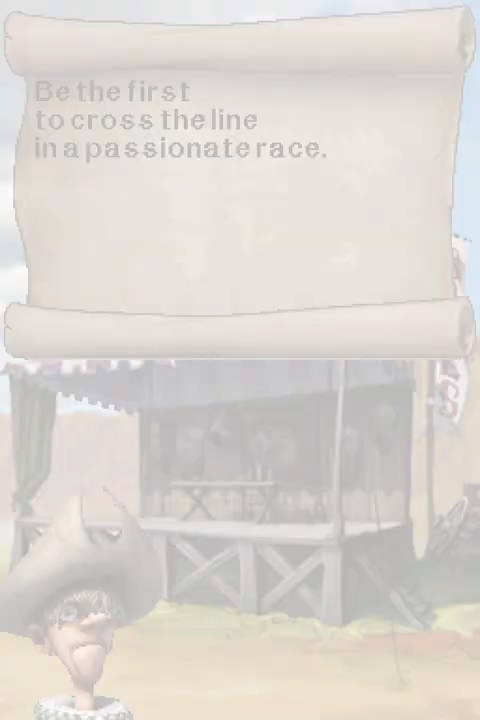 Be the first
to cross the line
in a passionate race.